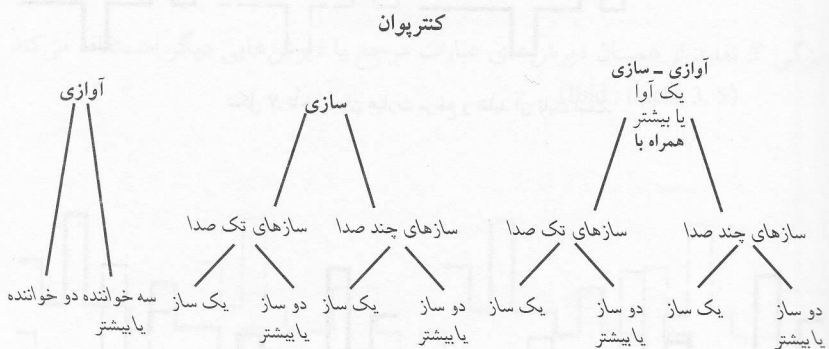 کنترپوان
آوازی ـ سازی
یک آوا
یا بیشتر
همراه با
سازی
آوازی
سازهای چند صدا
سازهای تک صدا
سازهای چند صدا
سازهای تک صدا
دو ساز
یا بیشتر
یک ساز
دو ساز
یا بیشتر
یک ساز
دو ساز
یا بیشتر
یک ساز
دو ساز
یا بیشتر
یک ساز
سه خواننده دو خواننده
یا بیشتر